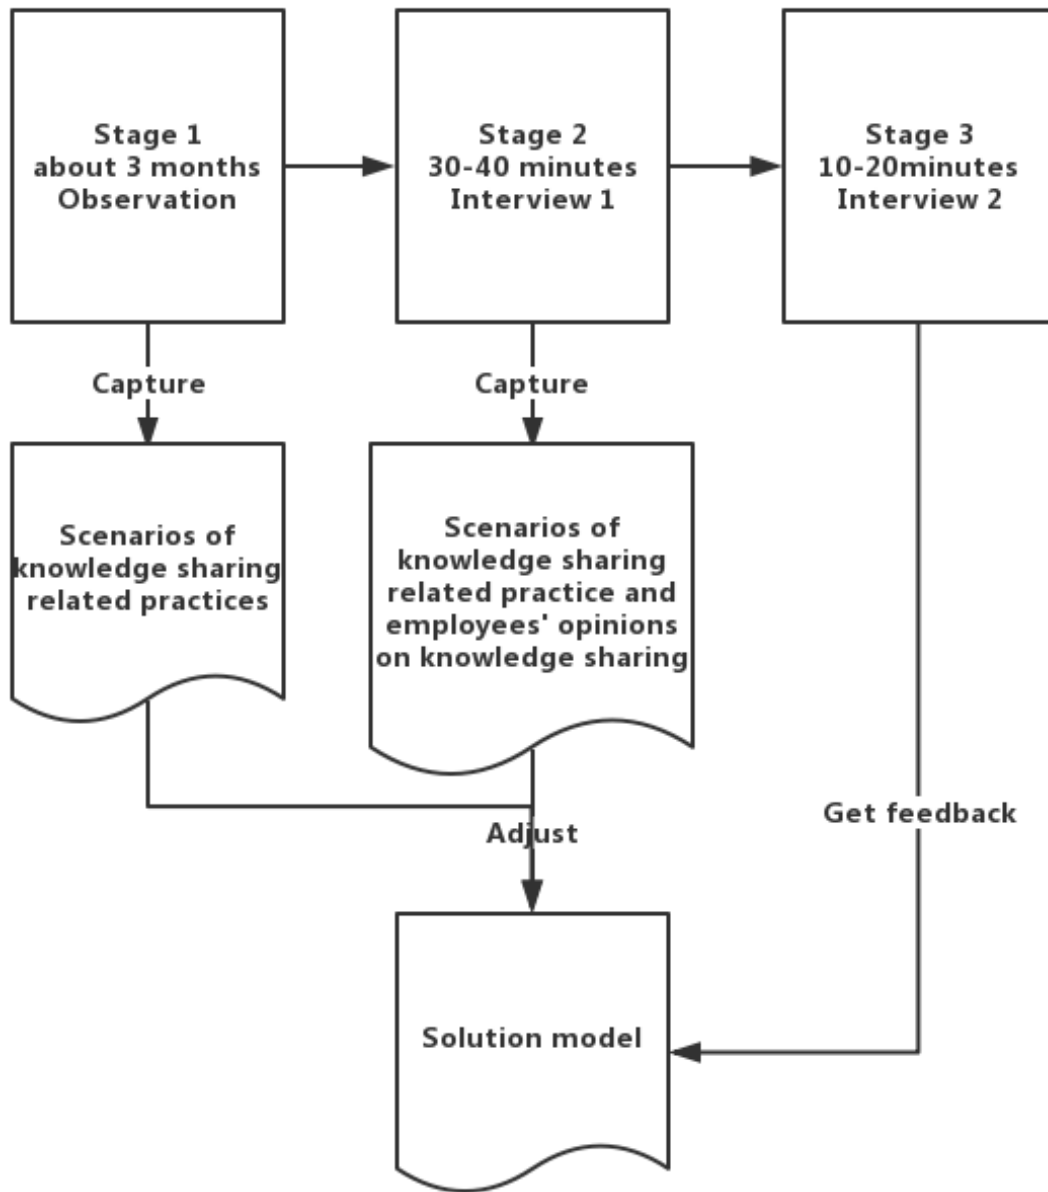 Stage 1
about 3 months
Observation
Stage 2
30-40 minutes
Interview 1
Stage 3
10-20minutes
Interview 2
Capture
Capture
Scenarios of
knowledge sharing
related practices
Scenarios of
knowledge sharing
related practice and
employees' opinions
on knowledge sharing
Get feedback
Adjust
Solution model